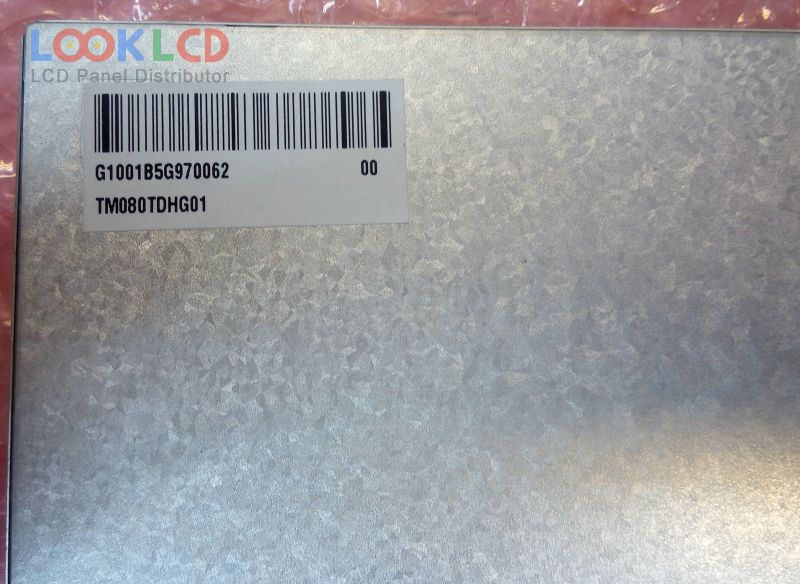 LOOKLCD
LCD Panel Distributor
G1001B5G970062 00
TM080TDHG01